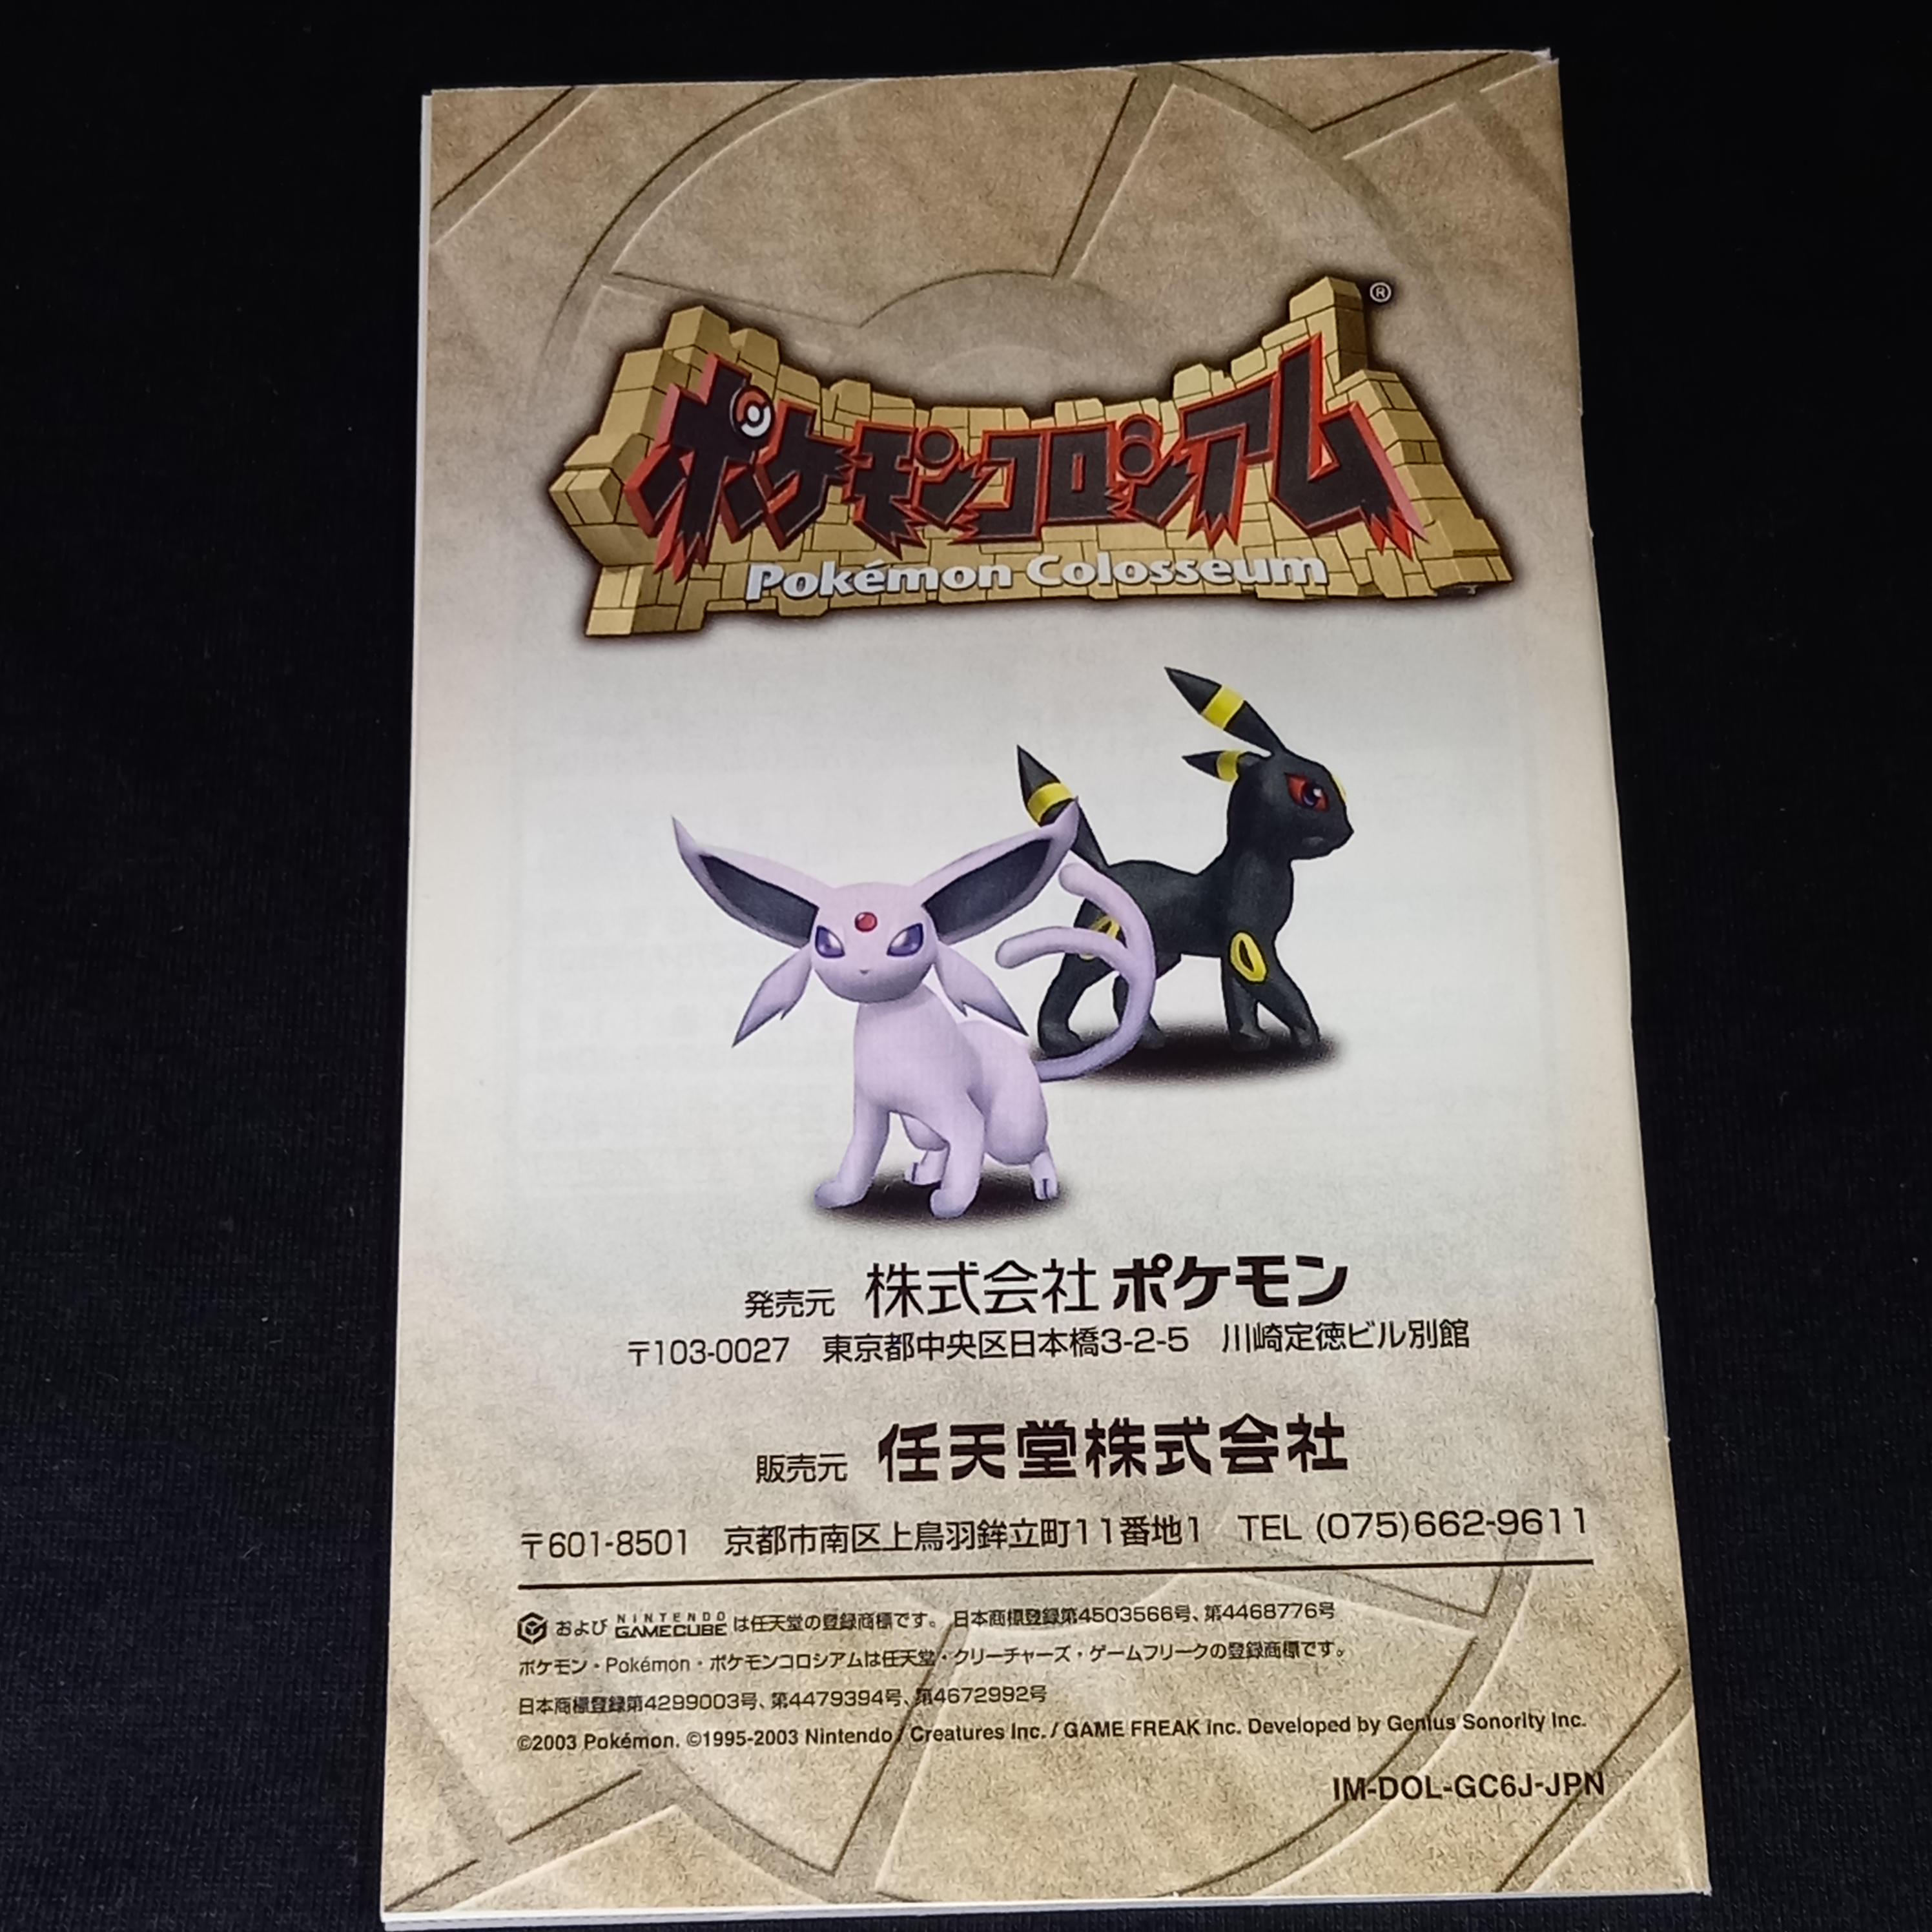 ポケモンコロシアム®
Pokémon Colosseum
発売元 株式会社ポケモン
〒103-0027 東京都中央区日本橋3-2-5 川崎定徳ビル別館
販売元 任天堂株式会社
〒601-8501 京都市南区上鳥羽鉾立町11番地1 TEL (075)662-9611
および NINTENDO GAMECUBE は任天堂の登録商標です。日本商標登録第4503566号、第4468776号
ポケモン・Pokémon・ポケモンコロシアムは任天堂・クリーチャーズ・ゲームフリークの登録商標です。
日本商標登録第4299003号、第4479394号、第4672992号
©2003 Pokémon. ©1995-2003 Nintendo / Creatures Inc. / GAME FREAK inc. Developed by Genius Sonority Inc.
IM-DOL-GC6J-JPN